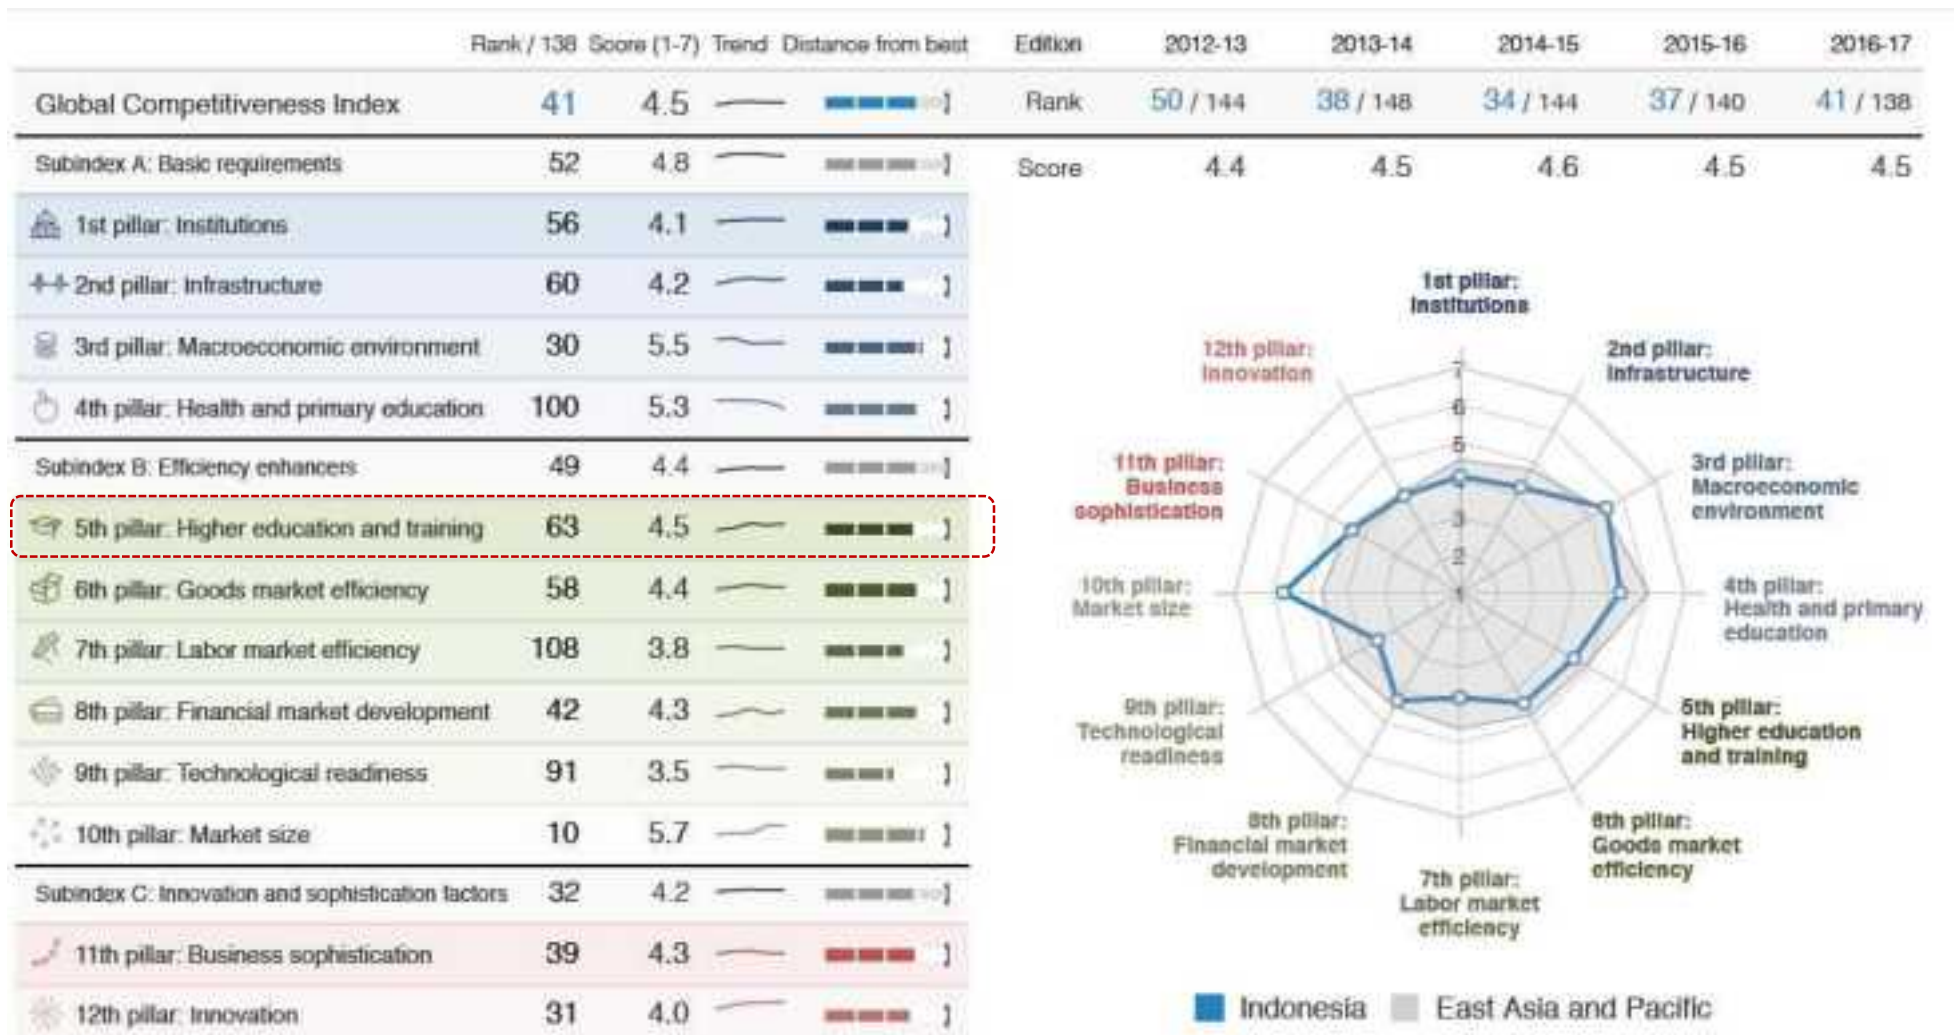 Rank / 138 Score (1-7) Trend Distance from best
Global Competitiveness Index 41 4.5
Subindex A: Basic requirements 52 4.8
1st pillar: Institutions 56 4.1
2nd pillar: Infrastructure 60 4.2
3rd pillar: Macroeconomic environment 30 5.5
4th pillar: Health and primary education 100 5.3
Subindex B: Efficiency enhancers 49 4.4
5th pillar: Higher education and training 63 4.5
6th pillar: Goods market efficiency 58 4.4
7th pillar: Labor market efficiency 108 3.8
8th pillar: Financial market development 42 4.3
9th pillar: Technological readiness 91 3.5
10th pillar: Market size 10 5.7
Subindex C: Innovation and sophistication factors 32 4.2
11th pillar: Business sophistication 39 4.3
12th pillar: Innovation 31 4.0
Edition 2012-13 2013-14 2014-15 2015-16 2016-17
Rank 50 / 144 38 / 148 34 / 144 37 / 140 41 / 138
Score 4.4 4.5 4.6 4.5 4.5
1st pillar:
Institutions
2nd pillar:
Infrastructure
3rd pillar:
Macroeconomic
environment
4th pillar:
Health and primary
education
5th pillar:
Higher education
and training
6th pillar:
Goods market
efficiency
7th pillar:
Labor market
efficiency
8th pillar:
Financial market
development
9th pillar:
Technological
readiness
10th pillar:
Market size
11th pillar:
Business
sophistication
12th pillar:
Innovation
7
6
5
4
3
2
1
Indonesia East Asia and Pacific